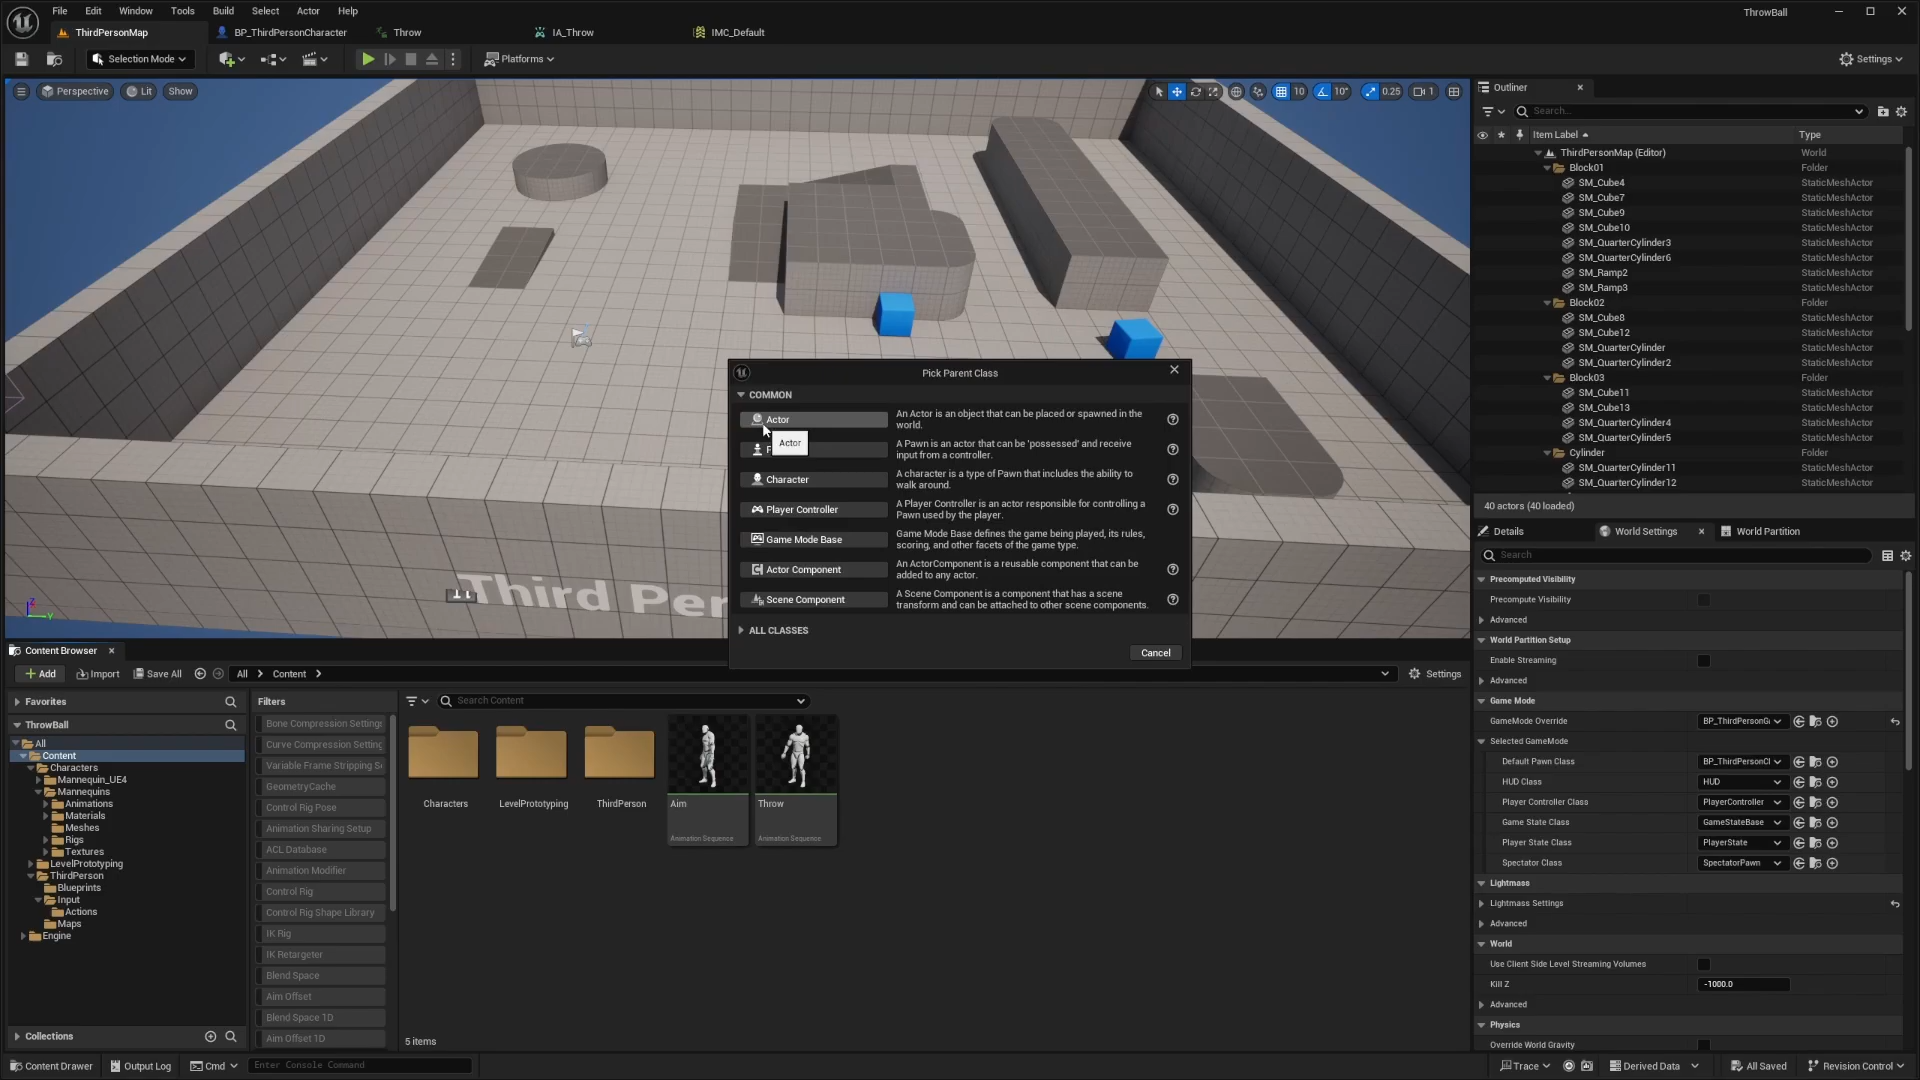 File Edit Window Tools Build Select Actor Help
ThrowBall
ThirdPersonMap BP_ThirdPersonCharacter Throw IA_Throw IMC_Default
Selection Mode Platforms Settings
Perspective Lit Show 10 10° 0.25 1
Third Per
Pick Parent Class
COMMON
Actor
An Actor is an object that can be placed or spawned in the
world.
Actor
A Pawn is an actor that can be 'possessed' and receive
input from a controller.
Character
A character is a type of Pawn that includes the ability to
walk around.
Player Controller
A Player Controller is an actor responsible for controlling a
Pawn used by the player.
Game Mode Base
Game Mode Base defines the game being played, its rules,
scoring, and other facets of the game type.
Actor Component
An ActorComponent is a reusable component that can be
added to any actor.
Scene Component
A Scene Component is a component that has a scene
transform and can be attached to other scene components.
ALL CLASSES
Cancel
Outliner
Search...
Item Label Type
ThirdPersonMap (Editor) World
Block01 Folder
SM_Cube4 StaticMeshActor
SM_Cube7 StaticMeshActor
SM_Cube9 StaticMeshActor
SM_Cube10 StaticMeshActor
SM_QuarterCylinder3 StaticMeshActor
SM_QuarterCylinder6 StaticMeshActor
SM_Ramp2 StaticMeshActor
SM_Ramp3 StaticMeshActor
Block02 Folder
SM_Cube8 StaticMeshActor
SM_Cube12 StaticMeshActor
SM_QuarterCylinder StaticMeshActor
SM_QuarterCylinder2 StaticMeshActor
Block03 Folder
SM_Cube11 StaticMeshActor
SM_Cube13 StaticMeshActor
SM_QuarterCylinder4 StaticMeshActor
SM_QuarterCylinder5 StaticMeshActor
Cylinder Folder
SM_QuarterCylinder11 StaticMeshActor
SM_QuarterCylinder12 StaticMeshActor
40 actors (40 loaded)
Details World Settings World Partition
Search
Precomputed Visibility
Precompute Visibility
Advanced
World Partition Setup
Enable Streaming
Advanced
Game Mode
GameMode Override BP_ThirdPersonG
Selected GameMode
Default Pawn Class BP_ThirdPersonCl
HUD Class HUD
Player Controller Class PlayerController
Game State Class GameStateBase
Player State Class PlayerState
Spectator Class SpectatorPawn
Lightmass
Lightmass Settings
Advanced
World
Use Client Side Level Streaming Volumes
Kill Z -1000.0
Advanced
Physics
Override World Gravity
Content Browser
Add Import Save All All Content Settings
Favorites
ThrowBall
All
Content
Characters
Mannequin_UE4
Mannequins
Animations
Materials
Meshes
Rigs
Textures
LevelPrototyping
ThirdPerson
Blueprints
Input
Actions
Maps
Engine
Collections
Filters
Bone Compression Settings
Curve Compression Setting
Variable Frame Stripping S
GeometryCache
Control Rig Pose
Animation Sharing Setup
ACL Database
Animation Modifier
Control Rig
Control Rig Shape Library
IK Rig
IK Retargeter
Blend Space
Aim Offset
Blend Space 1D
Aim Offset 1D
Search Content
Characters LevelPrototyping ThirdPerson Aim Throw
Animation Sequence Animation Sequence
5 items
Content Drawer Output Log Cmd Enter Console Command Trace Derived Data All Saved Revision Control